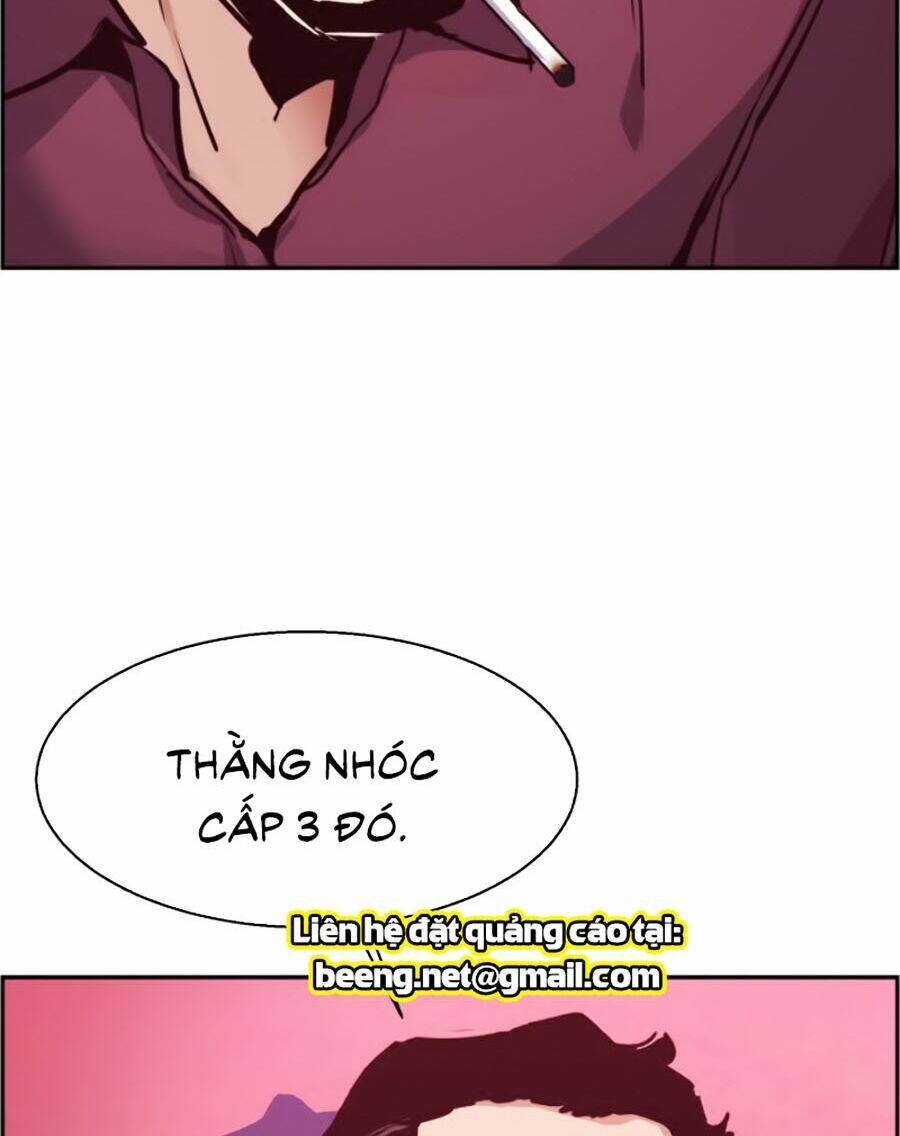 THẰNG NHÓC
CẤP 3 ĐÓ.
Liên hệ đặt quảng cáo tại:
beeng.net@gmail.com